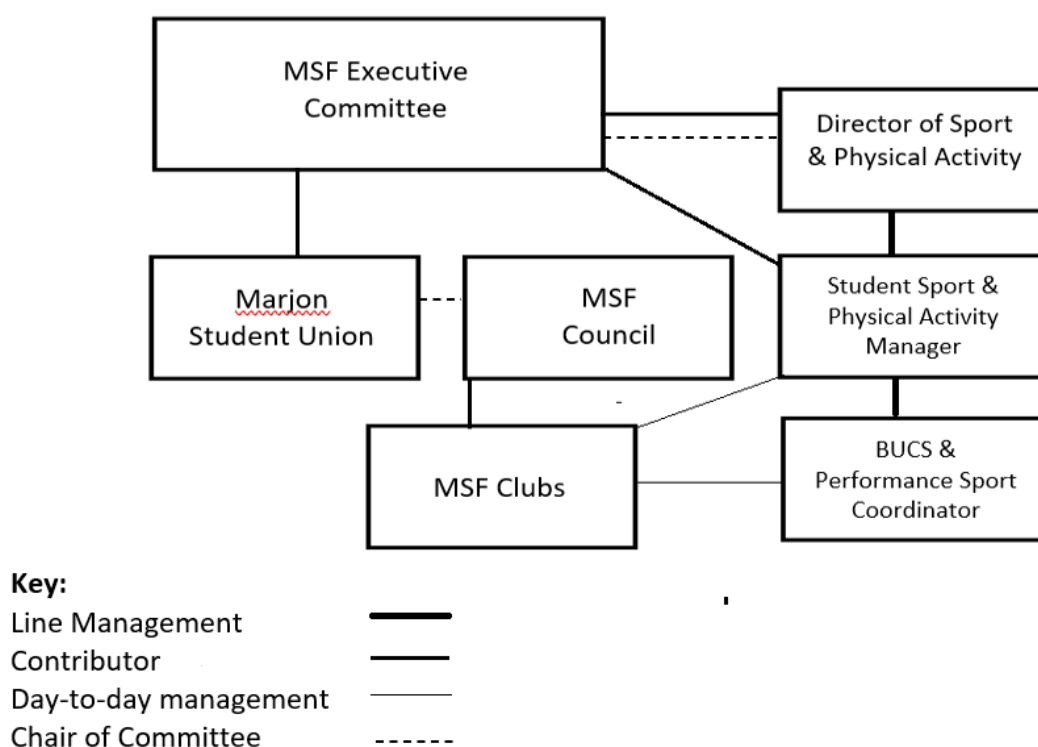 MSF Executive
Committee
Director of Sport
& Physical Activity
Marjon
Student Union
MSF
Council
Student Sport &
Physical Activity
Manager
MSF Clubs
BUCS &
Performance Sport
Coordinator
Key:
Line Management
Contributor
Day-to-day management
Chair of Committee